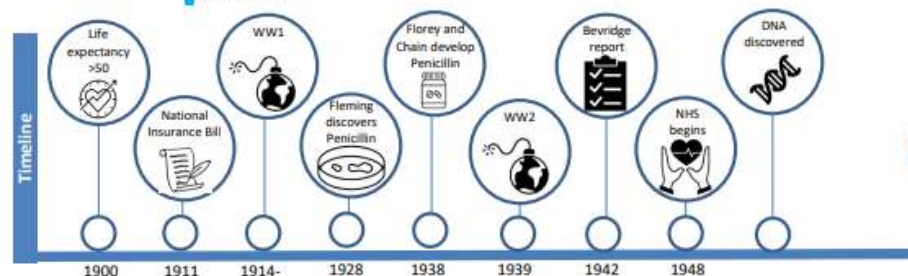 Timeline
Life
expectancy
>50
National
Insurance Bill
WW1
Fleming
discovers
Penicillin
Florey and
Chain develop
Penicillin
WW2
Bevridge
report
NHS
begins
DNA
discovered
1900
1911
1914-
1928
1938
1939
1942
1948